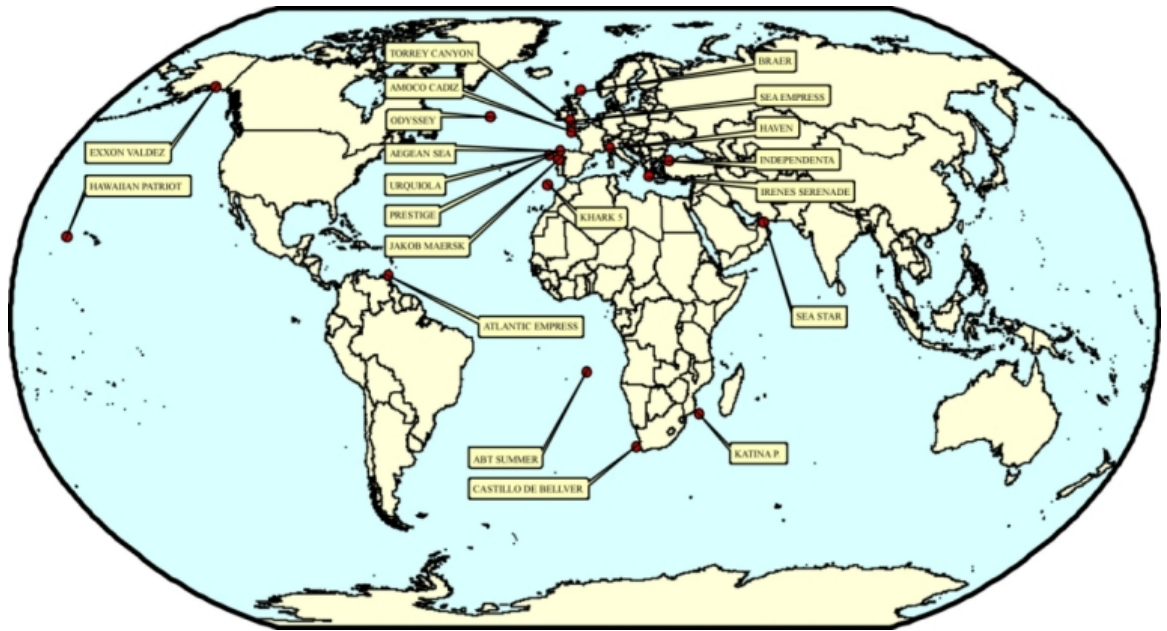 TORREY CANYON
BRAER
AMOCO CADIZ
SEA EMPRESS
ODYSSEY
HAVEN
EXXON VALDEZ
AEGEAN SEA
INDEPENDENTA
HAWAIIAN PATRIOT
URQUIOLA
IRENES SERENADE
PRESTIGE
KHARK 5
JAKOB MAERSK
SEA STAR
ATLANTIC EMPRESS
ABT SUMMER
KATINA P.
CASTILLO DE BELLVER